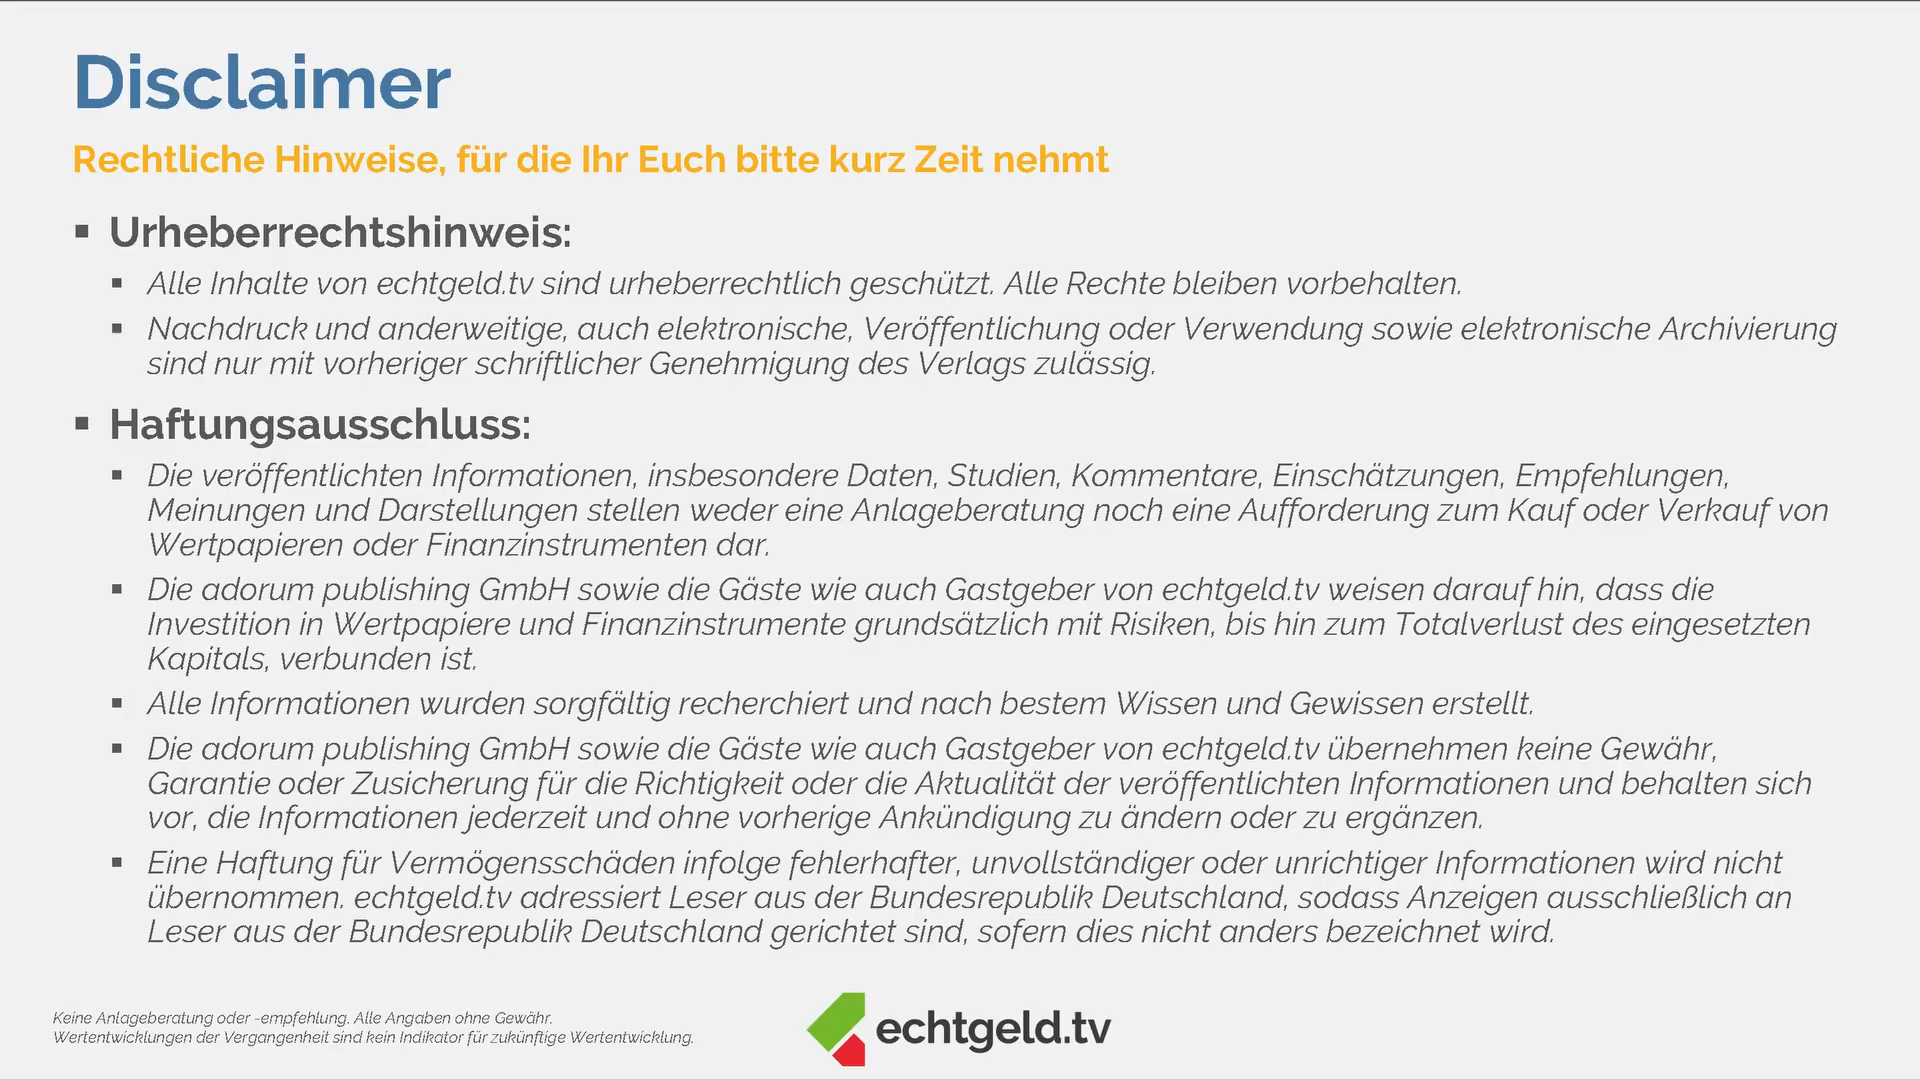 Disclaimer
Rechtliche Hinweise, für die Ihr Euch bitte kurz Zeit nehmt
▪ Urheberrechtshinweis:
▪ Alle Inhalte von echtgeld.tv sind urheberrechtlich geschützt. Alle Rechte bleiben vorbehalten.
▪ Nachdruck und anderweitige, auch elektronische, Veröffentlichung oder Verwendung sowie elektronische Archivierung
sind nur mit vorheriger schriftlicher Genehmigung des Verlags zulässig.
▪ Haftungsausschluss:
▪ Die veröffentlichten Informationen, insbesondere Daten, Studien, Kommentare, Einschätzungen, Empfehlungen,
Meinungen und Darstellungen stellen weder eine Anlageberatung noch eine Aufforderung zum Kauf oder Verkauf von
Wertpapieren oder Finanzinstrumenten dar.
▪ Die adorum publishing GmbH sowie die Gäste wie auch Gastgeber von echtgeld.tv weisen darauf hin, dass die
Investition in Wertpapiere und Finanzinstrumente grundsätzlich mit Risiken, bis hin zum Totalverlust des eingesetzten
Kapitals, verbunden ist.
▪ Alle Informationen wurden sorgfältig recherchiert und nach bestem Wissen und Gewissen erstellt.
▪ Die adorum publishing GmbH sowie die Gäste wie auch Gastgeber von echtgeld.tv übernehmen keine Gewähr,
Garantie oder Zusicherung für die Richtigkeit oder die Aktualität der veröffentlichten Informationen und behalten sich
vor, die Informationen jederzeit und ohne vorherige Ankündigung zu ändern oder zu ergänzen.
▪ Eine Haftung für Vermögensschäden infolge fehlerhafter, unvollständiger oder unrichtiger Informationen wird nicht
übernommen. echtgeld.tv adressiert Leser aus der Bundesrepublik Deutschland, sodass Anzeigen ausschließlich an
Leser aus der Bundesrepublik Deutschland gerichtet sind, sofern dies nicht anders bezeichnet wird.
Keine Anlageberatung oder -empfehlung. Alle Angaben ohne Gewähr.
Wertentwicklungen der Vergangenheit sind kein Indikator für zukünftige Wertentwicklung.
echtgeld.tv